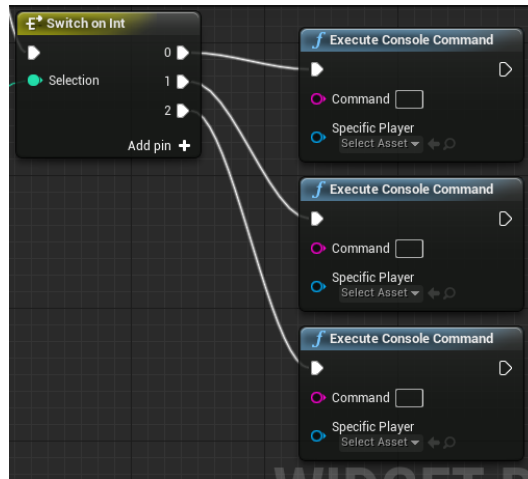 Switch on Int
0
Selection
1
2
Add pin
Execute Console Command
Command
Specific Player
Select Asset
Execute Console Command
Command
Specific Player
Select Asset
Execute Console Command
Command
Specific Player
Select Asset